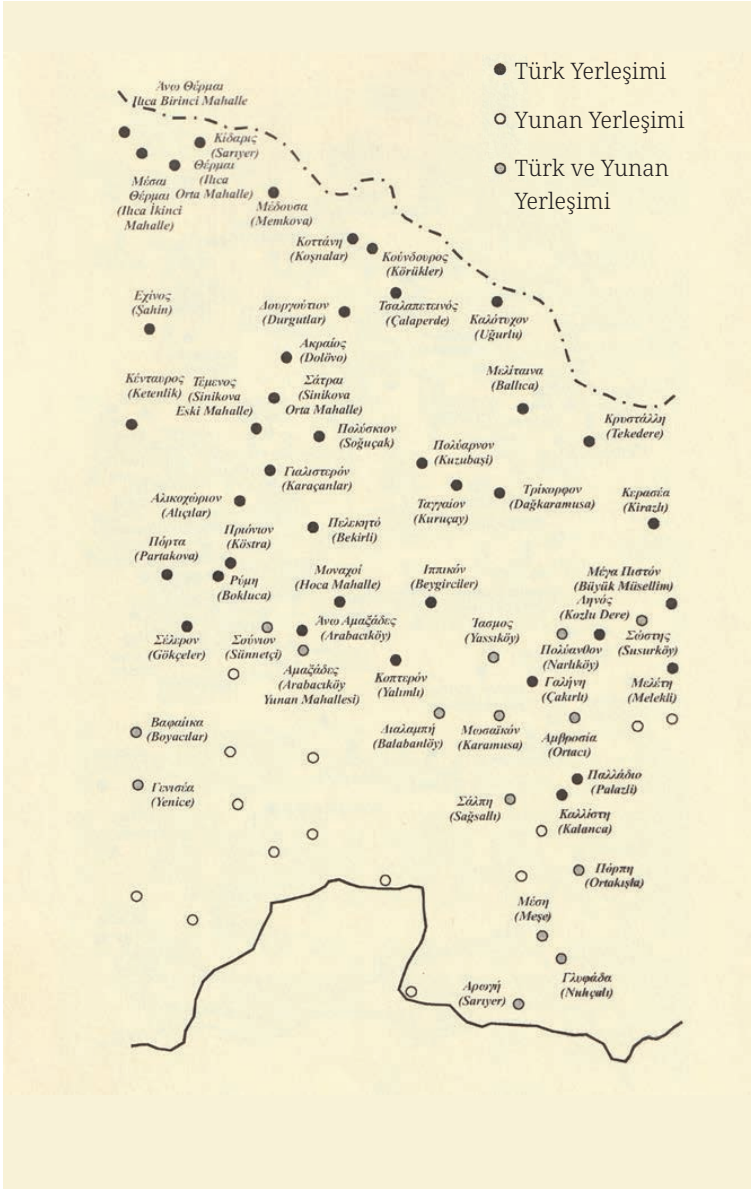 Türk Yerleşimi
Yunan Yerleşimi
Türk ve Yunan
Yerleşimi
Άνω Θέρμαι
Ilıca Birinci Mahalle
Κίδαρις
(Sarıyer)
Μέσαι
Θέρμαι
(Ilıca İkinci
Mahalle)
Θέρμαι
(Ilıca
Orta Mahalle)
Μέδουσα
(Memkova)
Κοττάνη
(Koşnalar)
Κούνδουρος
(Körükler)
Εχίνος
(Şahin)
Δουργούτιον
(Durgutlar)
Τσαλαπετεινός
(Çalaperde)
Καλότυχον
(Uğurlu)
Ακραίος
(Dolövo)
Μελίταινα
(Ballıca)
Κένταυρος
(Ketenlik)
Τέμενος
(Sinikova
Eski Mahalle)
Σάτραι
(Sinikova
Orta Mahalle)
Κρυστάλλη
(Tekedere)
Πολύσκιον
(Soğuçak)
Πολύαρνον
(Kuzubaşi)
Γιαλιστερόν
(Karaçanlar)
Ταγγαίον
(Kuruçay)
Τρίκορφον
(Dağkaramusa)
Κερασέα
(Kirazlı)
Αλικοχώριον
(Alıçılar)
Πελεκητό
(Bekirli)
Πριόνιον
(Köstra)
Πόρτα
(Partakova)
Ρύμη
(Bokluca)
Μοναχοί
(Hoca Mahalle)
Ιππικόν
(Beygirciler)
Μέγα Πιστόν
(Büyük Müsellim)
Ληνός
(Kozlu Dere)
Σέλερον
(Gökçeler)
Σούνιον
(Sünnetçi)
Άνω Αμαξάδες
(Arabacıköy)
Ίασμος
(Yassıköy)
Πολύανθον
(Narlıköy)
Σώστης
(Susurköy)
Αμαξάδες
(Arabacıköy
Yunan Mahallesi)
Κοπτερόν
(Yalımlı)
Γαλήνη
(Çakırlı)
Μελέτη
(Melekli)
Βαφαίικα
(Boyacılar)
Διαλαμπή
(Balabanlöy)
Μωσαϊκόν
(Karamusa)
Αμβροσία
(Ortacı)
Γενισέα
(Yenice)
Παλλάδιο
(Palazli)
Σάλπη
(Sağsallı)
Καλλίστη
(Kalanca)
Πόρπη
(Ortakışla)
Μέση
(Meşe)
Γλυφάδα
(Nuhçalı)
Αρωγή
(Sarıyer)